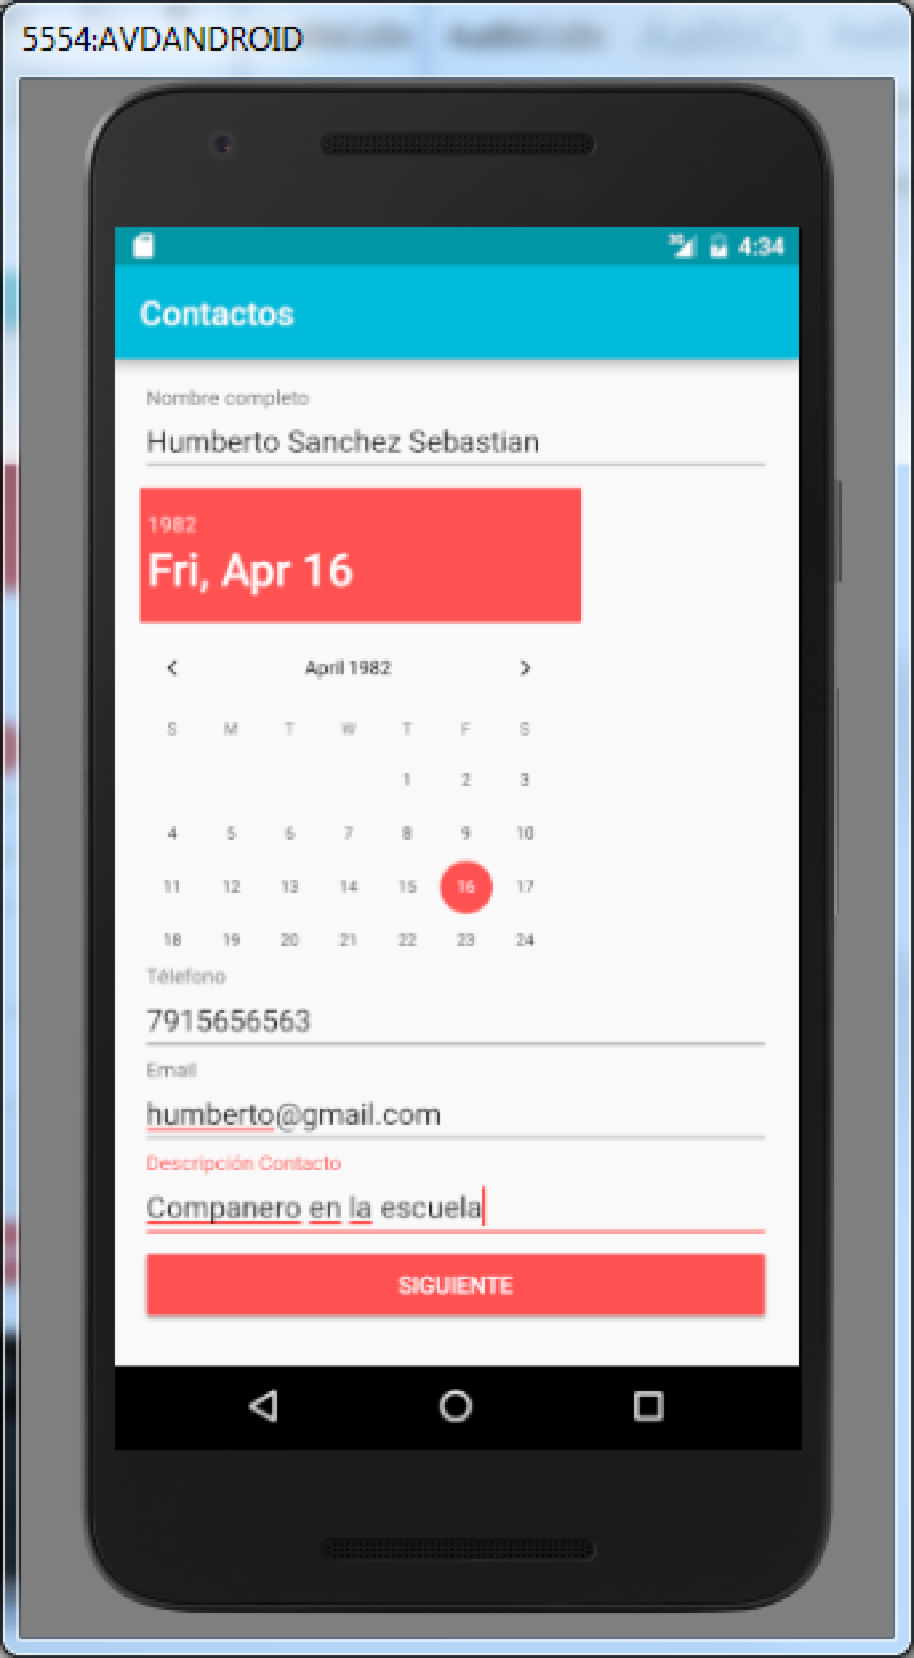 5554:AVDANDROID
3G 4:34
Contactos
Nombre completo
Humberto Sanchez Sebastian
1982
Fri, Apr 16
April 1982
S M T W T F S
1 2 3
4 5 6 7 8 9 10
11 12 13 14 15 16 17
18 19 20 21 22 23 24
Télefono
7915656563
Email
humberto@gmail.com
Descripción Contacto
Companero en la escuela
SIGUIENTE